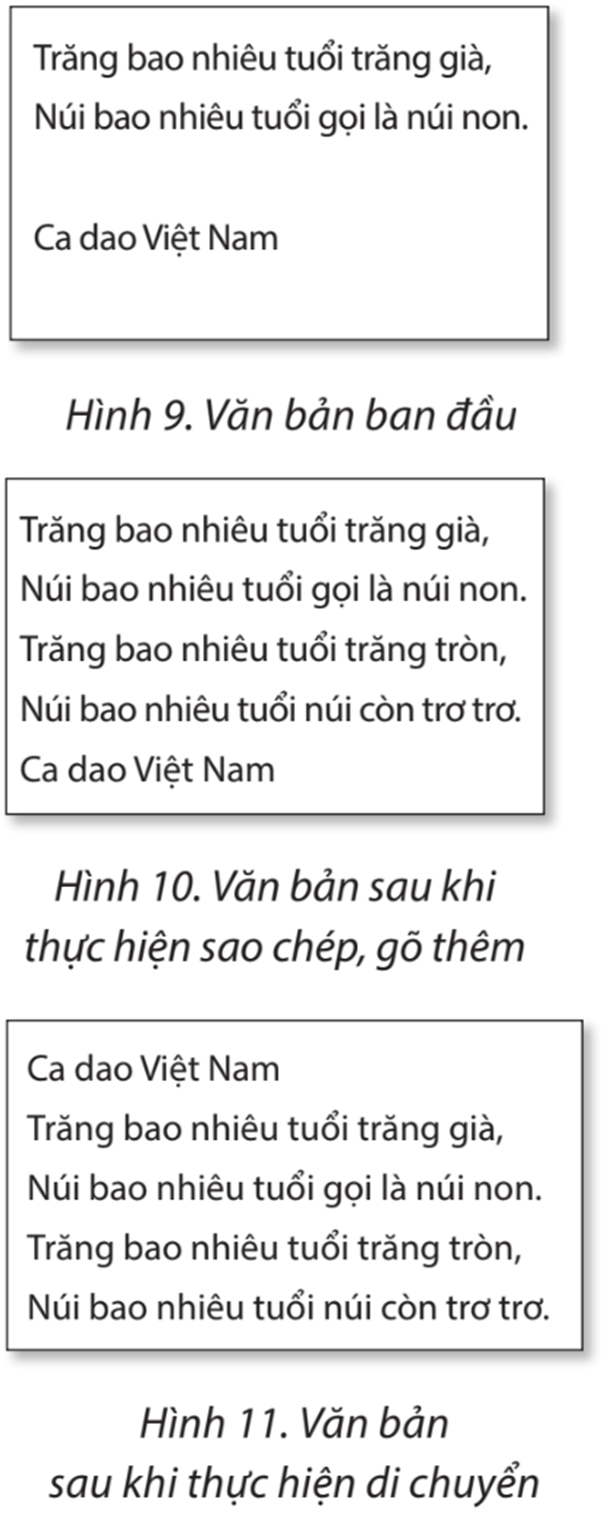 Trăng bao nhiêu tuổi trăng già,
Núi bao nhiêu tuổi gọi là núi non.
Ca dao Việt Nam
Hình 9. Văn bản ban đầu
Trăng bao nhiêu tuổi trăng già,
Núi bao nhiêu tuổi gọi là núi non.
Trăng bao nhiêu tuổi trăng tròn,
Núi bao nhiêu tuổi núi còn trơ trơ.
Ca dao Việt Nam
Hình 10. Văn bản sau khi
thực hiện sao chép, gõ thêm
Ca dao Việt Nam
Trăng bao nhiêu tuổi trăng già,
Núi bao nhiêu tuổi gọi là núi non.
Trăng bao nhiêu tuổi trăng tròn,
Núi bao nhiêu tuổi núi còn trơ trơ.
Hình 11. Văn bản
sau khi thực hiện di chuyển